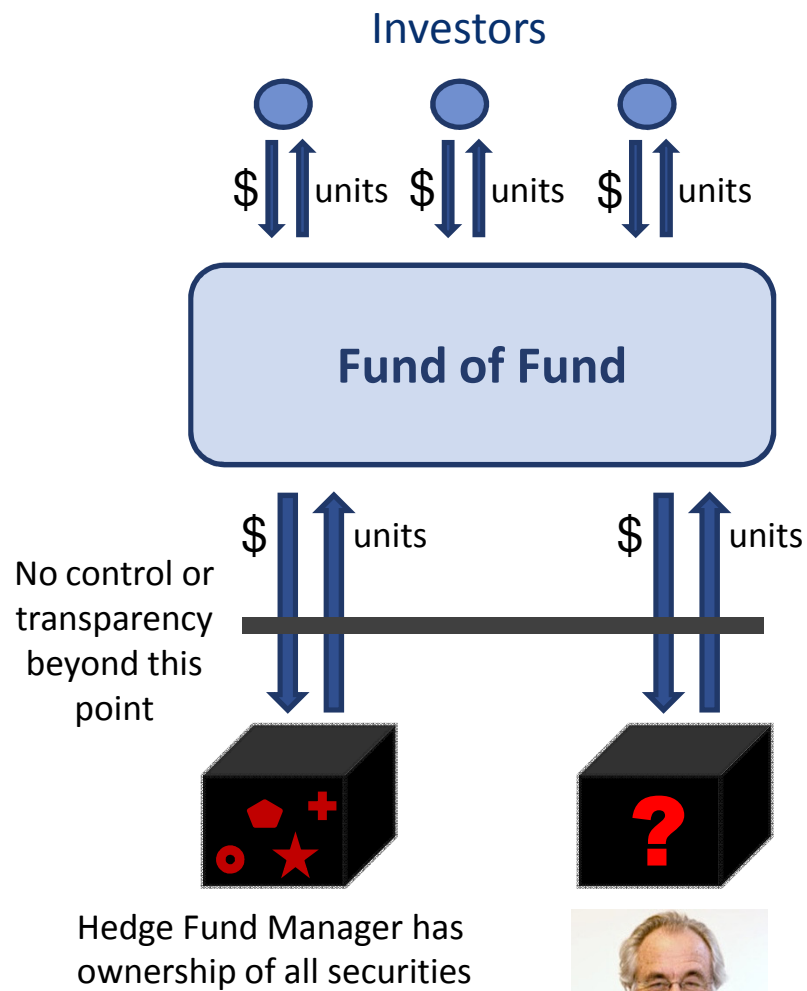 Investors
$ units $ units $ units
Fund of Fund
$ units $ units
No control or
transparency
beyond this
point
?
Hedge Fund Manager has
ownership of all securities